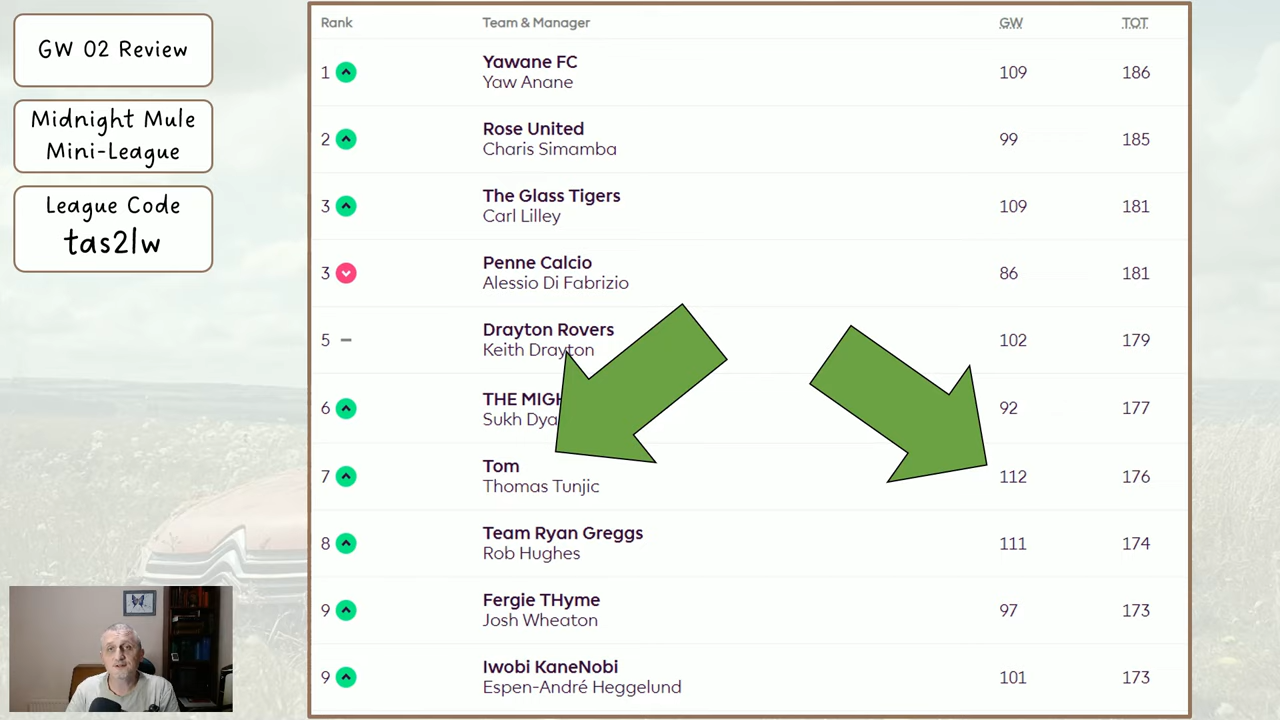 GW 02 Review
Midnight Mule
Mini-League
League Code
tas2lw
Rank Team & Manager GW TOT
1 Yawane FC 109 186
Yaw Anane
2 Rose United 99 185
Charis Simamba
3 The Glass Tigers 109 181
Carl Lilley
3 Penne Calcio 86 181
Alessio Di Fabrizio
5 Drayton Rovers 102 179
Keith Drayton
6 THE 92 177
Sukh
7 Tom 112 176
Thomas Tunjic
8 Team Ryan Greggs 111 174
Rob Hughes
9 Fergie THyme 97 173
Josh Wheaton
9 Iwobi KaneNobi 101 173
Espen-André Heggelund